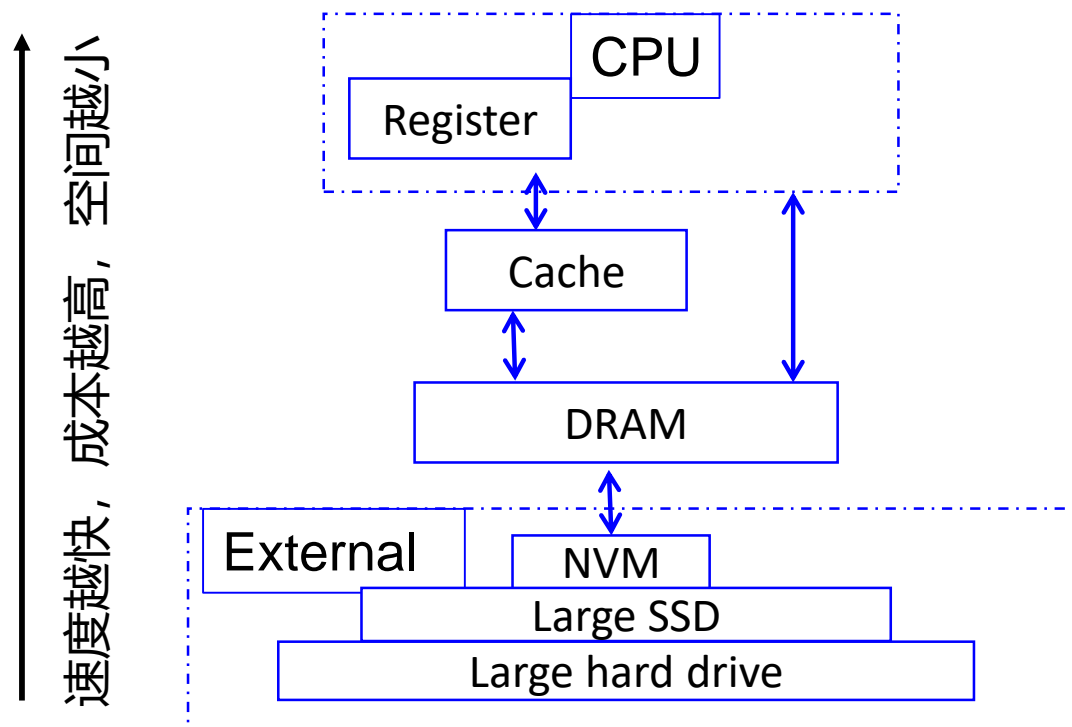 速度越快，成本越高，空间越小
CPU
Register
Cache
DRAM
External
NVM
Large SSD
Large hard drive